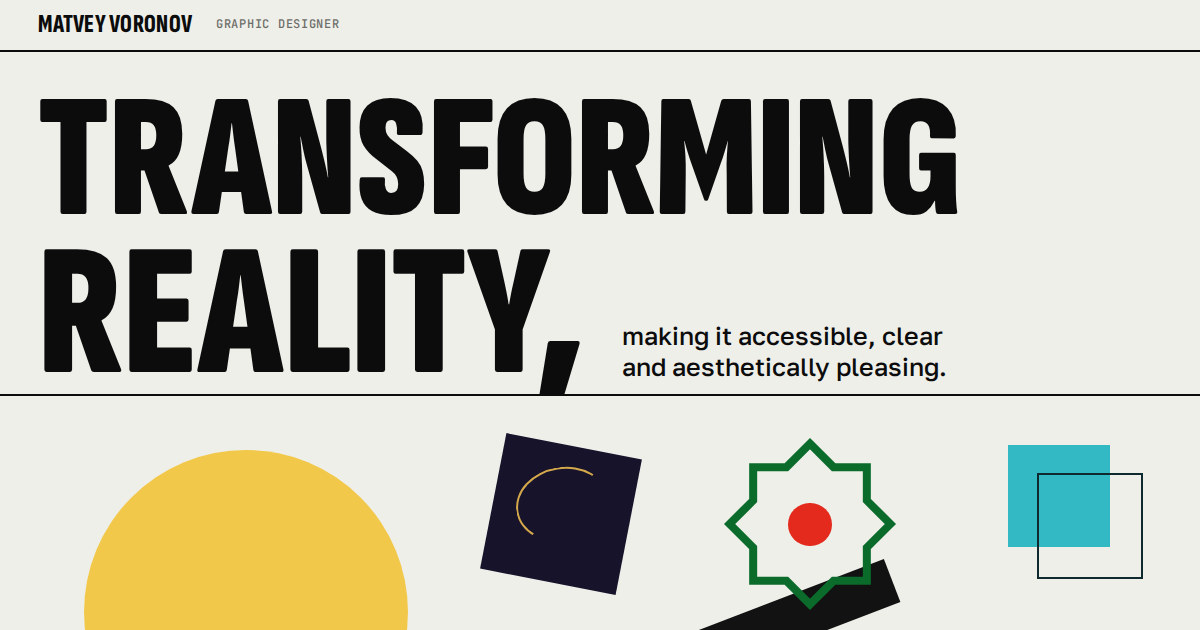 MATVEY VORONOV GRAPHIC DESIGNER
TRANSFORMING
REALITY,
making it accessible, clear
and aesthetically pleasing.